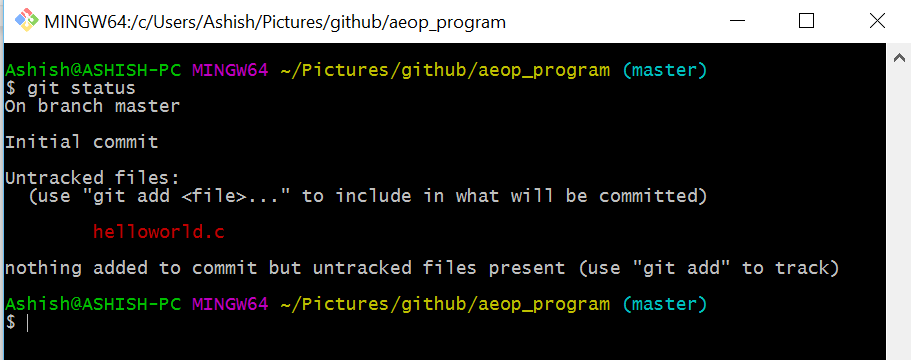 MINGW64:/c/Users/Ashish/Pictures/github/aeop_program
Ashish@ASHISH-PC MINGW64 ~/Pictures/github/aeop_program (master)
$ git status
On branch master
Initial commit
Untracked files:
  (use "git add <file>..." to include in what will be committed)
        helloworld.c
nothing added to commit but untracked files present (use "git add" to track)
Ashish@ASHISH-PC MINGW64 ~/Pictures/github/aeop_program (master)
$